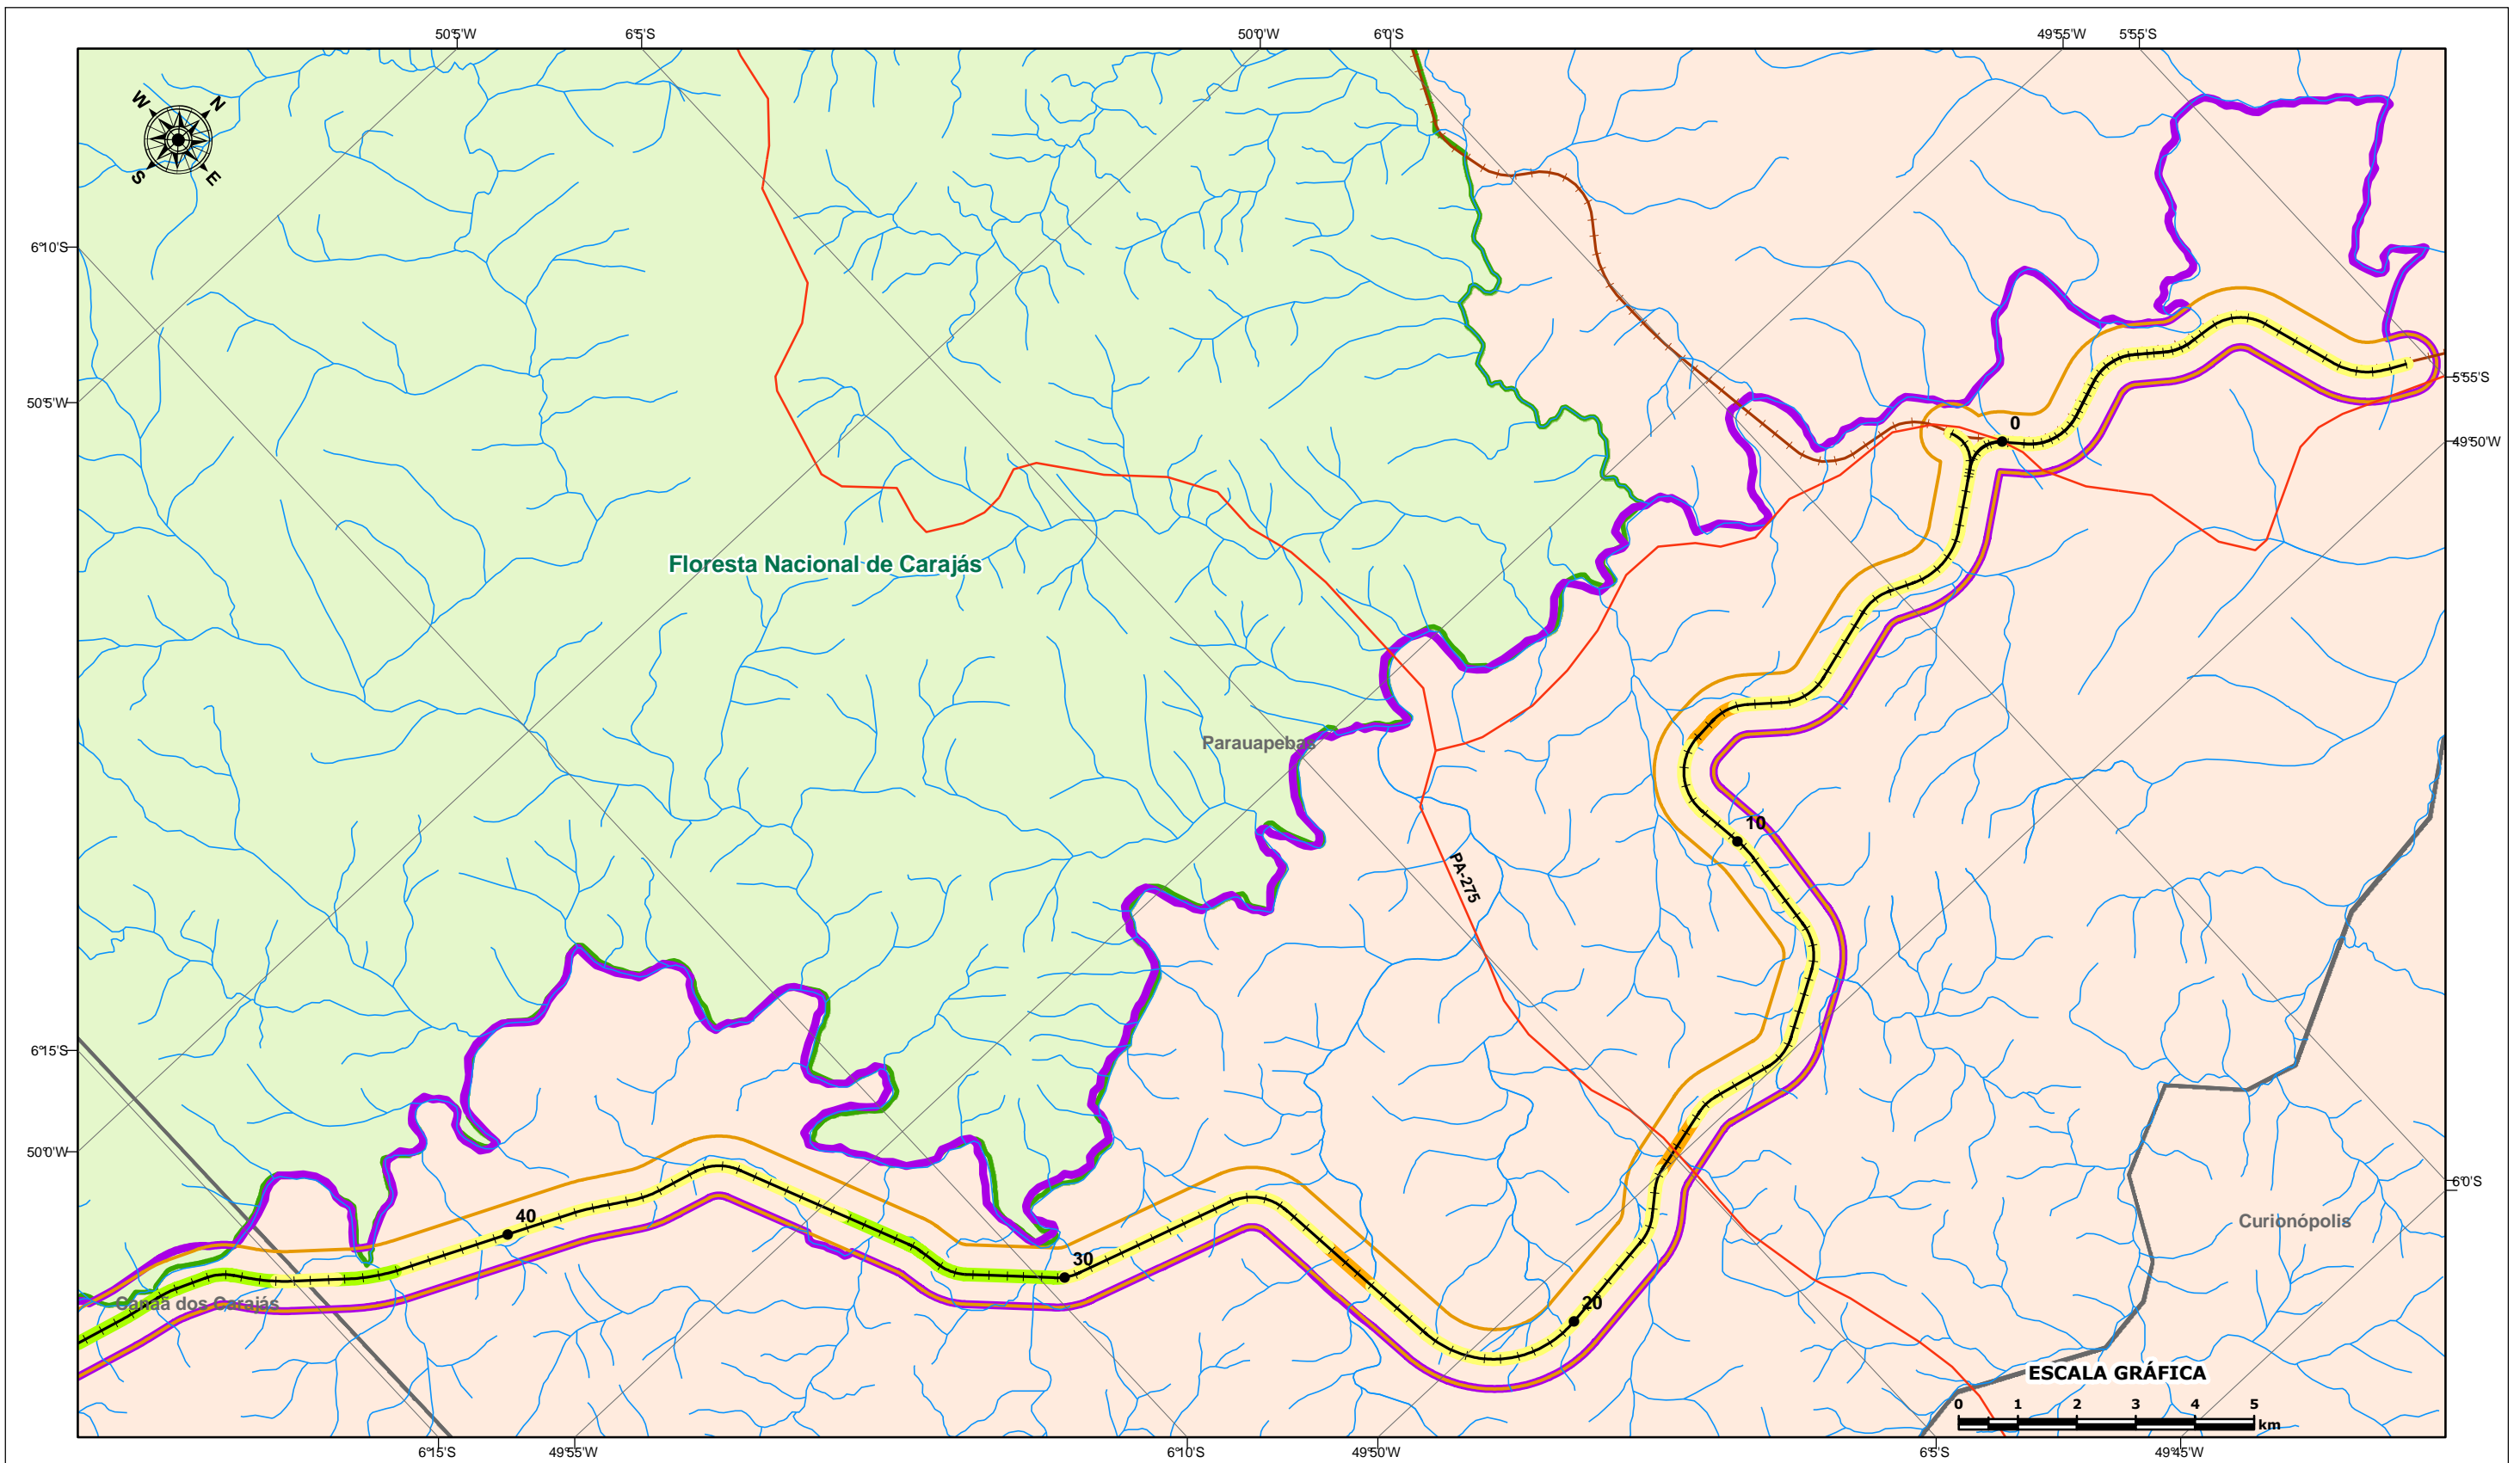 50°5'W
6°5'S
50°0'W
6°0'S
49°55'W
5°55'S
W
N
S
E
6°10'S
50°5'W
5°55'S
0
49°50'W
Floresta Nacional de Carajás
Parauapebas
10
PA-275
6°15'S
50°0'W
6°0'S
40
Curionópolis
30
Canaã dos Carajás
20
ESCALA GRÁFICA
0 1 2 3 4 5
km
6°15'S
49°55'W
6°10'S
49°50'W
6°5'S
49°45'W